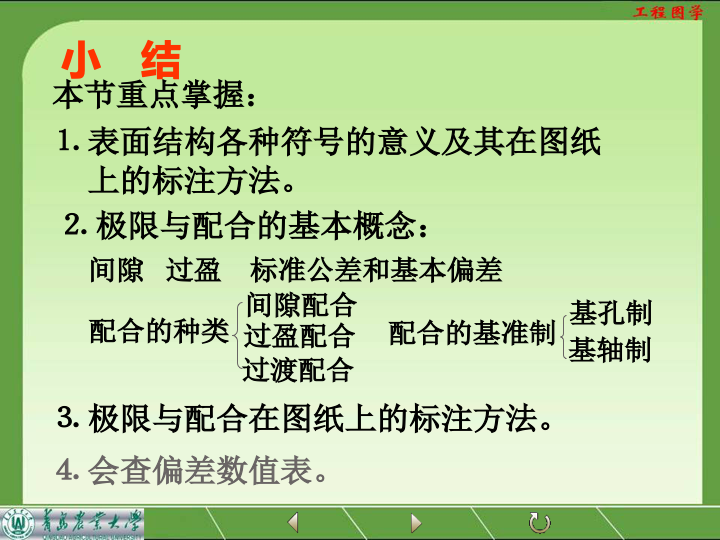 工程图学
小 结
本节重点掌握：
1. 表面结构各种符号的意义及其在图纸
上的标注方法。
2. 极限与配合的基本概念：
间隙 过盈 标准公差和基本偏差
配合的种类
间隙配合
过盈配合
过渡配合
配合的基准制
基孔制
基轴制
3. 极限与配合在图纸上的标注方法。
4. 会查偏差数值表。
青岛农业大学